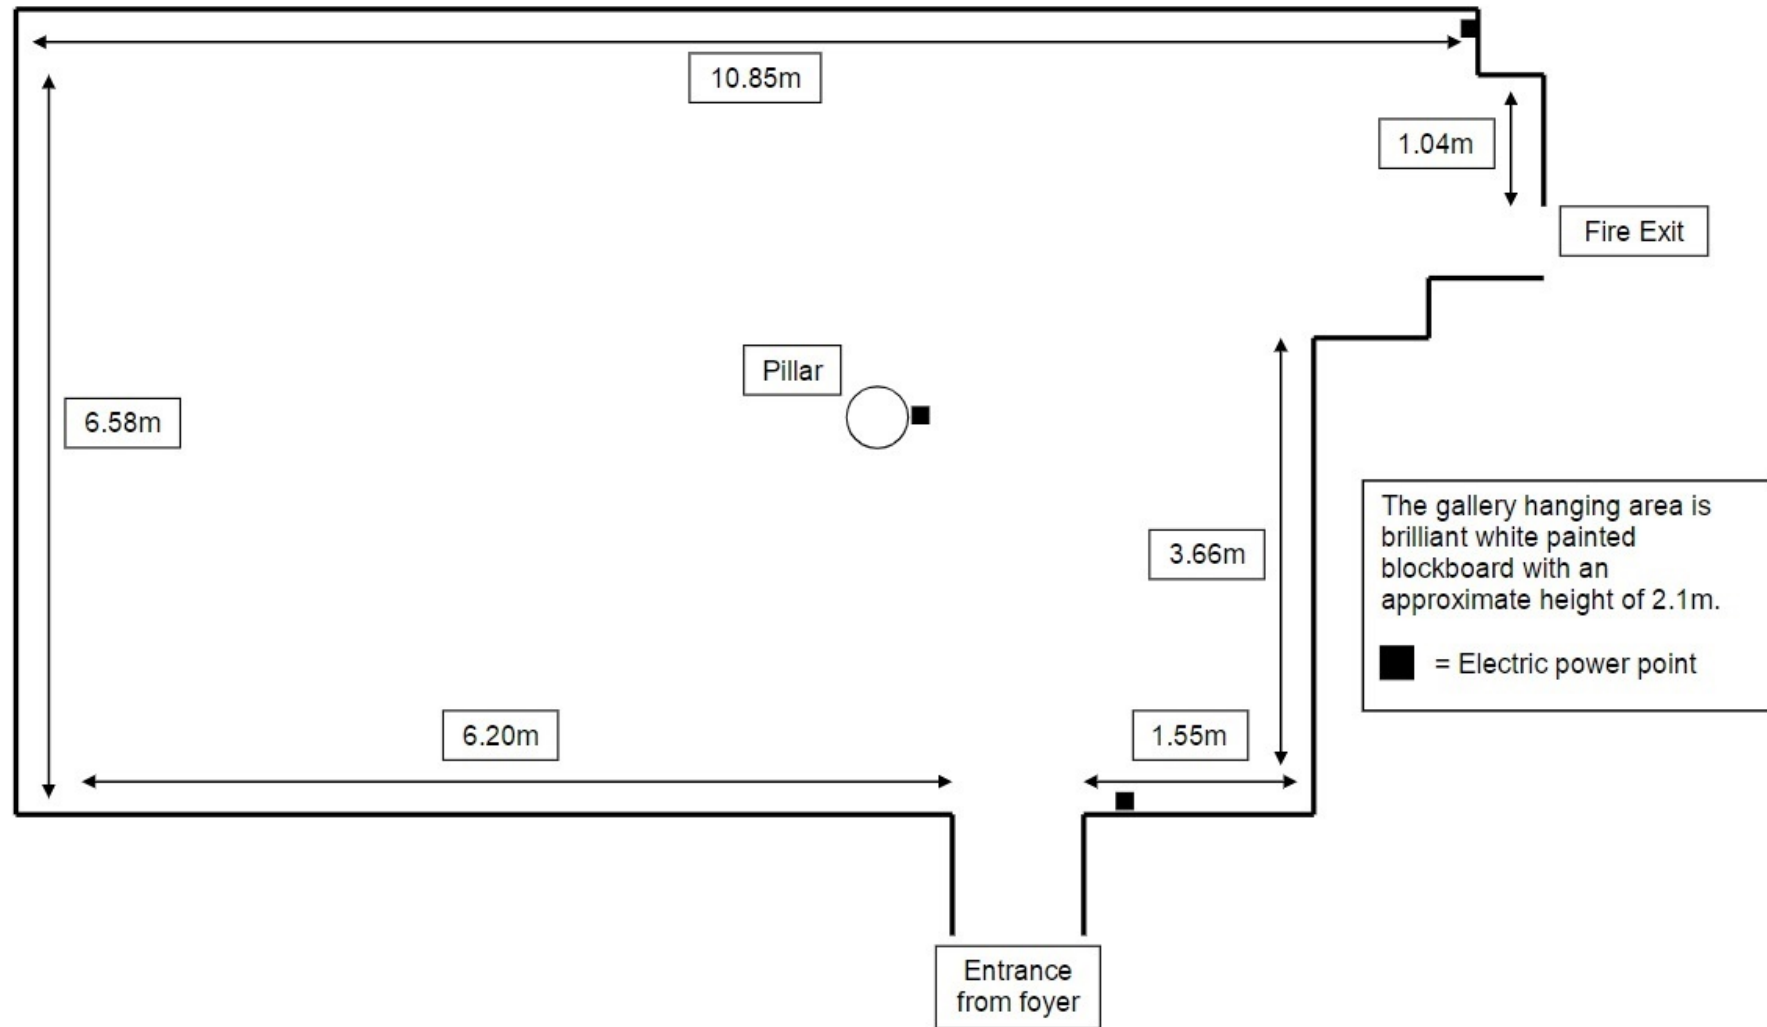 10.85m
1.04m
Fire Exit
Pillar
6.58m
The gallery hanging area is
brilliant white painted
blockboard with an
approximate height of 2.1m.
= Electric power point
3.66m
6.20m
1.55m
Entrance
from foyer